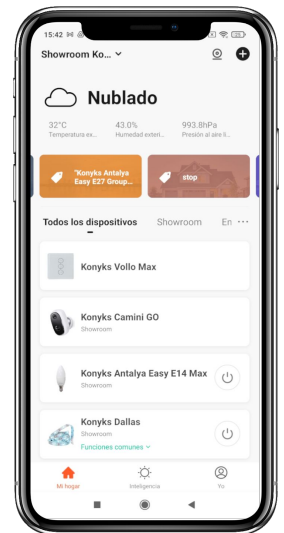 15:42
Showroom Ko...
Nublado
32°C 43.0% 993.8hPa
Temperatura ex... Humedad exteri... Presión al aire li...
"Konyks Antalya
Easy E27 Group...
stop
Todos los dispositivos Showroom En ...
Konyks Vollo Max
Konyks Camini GO
Showroom
Konyks Antalya Easy E14 Max
Showroom
Konyks Dallas
Showroom
Funciones comunes
Mi hogar Inteligencia Yo